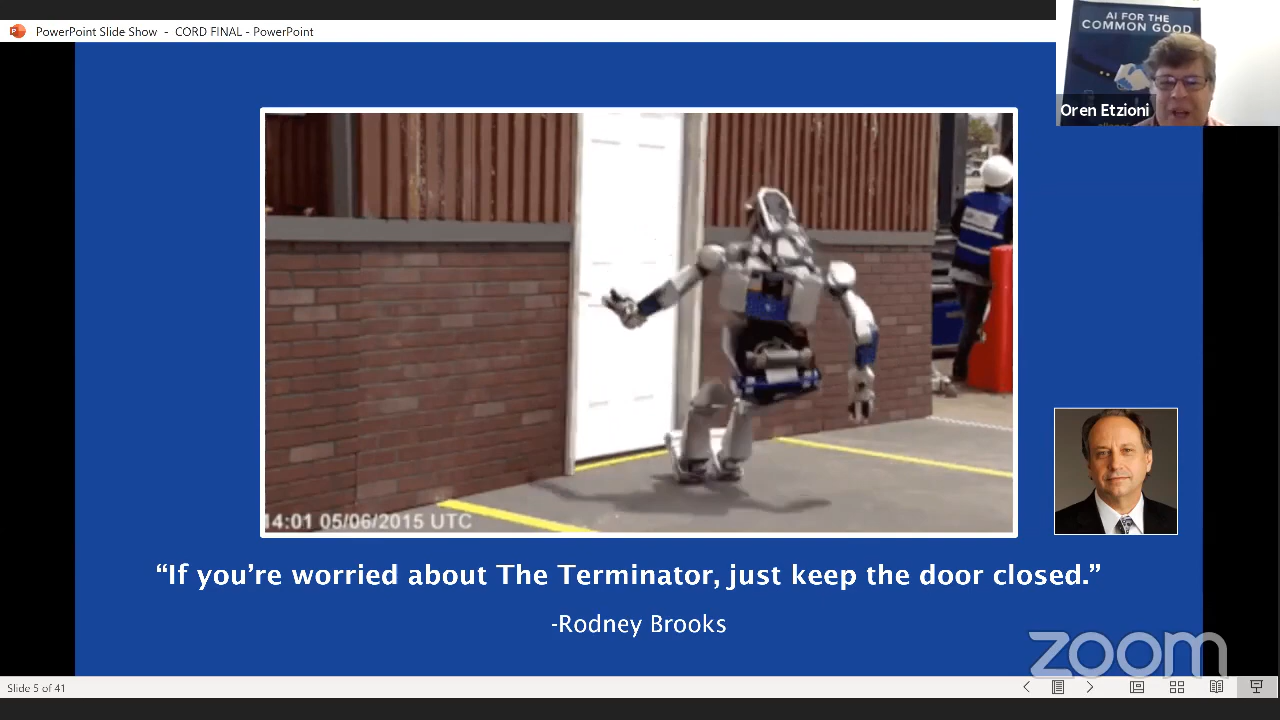 PowerPoint Slide Show - CORD FINAL - PowerPoint
AI FOR THE
COMMON GOOD
Oren Etzioni
14:01 05/06/2015 UTC
“If you’re worried about The Terminator, just keep the door closed.”
-Rodney Brooks
zoom
Slide 5 of 41